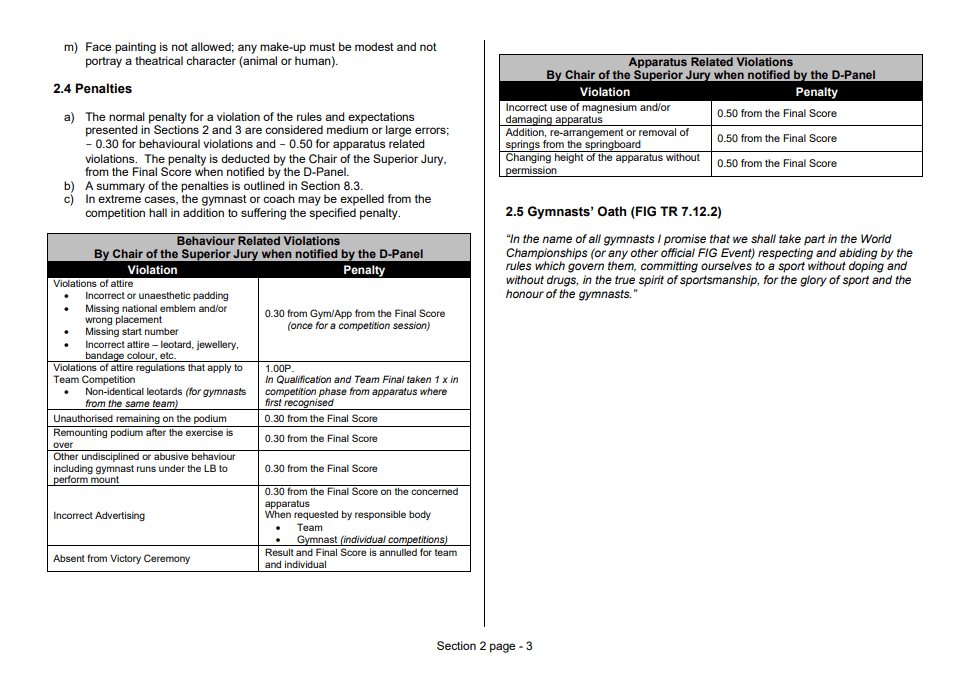 m) Face painting is not allowed; any make-up must be modest and not
portray a theatrical character (animal or human).
2.4 Penalties
a) The normal penalty for a violation of the rules and expectations
presented in Sections 2 and 3 are considered medium or large errors;
– 0.30 for behavioural violations and – 0.50 for apparatus related
violations. The penalty is deducted by the Chair of the Superior Jury,
from the Final Score when notified by the D-Panel.
b) A summary of the penalties is outlined in Section 8.3.
c) In extreme cases, the gymnast or coach may be expelled from the
competition hall in addition to suffering the specified penalty.
Behaviour Related Violations
By Chair of the Superior Jury when notified by the D-Panel
Violation Penalty
Violations of attire
• Incorrect or unaesthetic padding
• Missing national emblem and/or
wrong placement
• Missing start number
• Incorrect attire – leotard, jewellery,
bandage colour, etc.
0.30 from Gym/App from the Final Score
(once for a competition session)
Violations of attire regulations that apply to
Team Competition
• Non-identical leotards (for gymnasts
from the same team)
1.00P.
In Qualification and Team Final taken 1 x in
competition phase from apparatus where
first recognised
Unauthorised remaining on the podium
0.30 from the Final Score
Remounting podium after the exercise is
over
0.30 from the Final Score
Other undisciplined or abusive behaviour
including gymnast runs under the LB to
perform mount
0.30 from the Final Score
Incorrect Advertising
0.30 from the Final Score on the concerned
apparatus
When requested by responsible body
• Team
• Gymnast (individual competitions)
Absent from Victory Ceremony
Result and Final Score is annulled for team
and individual
Apparatus Related Violations
By Chair of the Superior Jury when notified by the D-Panel
Violation Penalty
Incorrect use of magnesium and/or
damaging apparatus
0.50 from the Final Score
Addition, re-arrangement or removal of
springs from the springboard
0.50 from the Final Score
Changing height of the apparatus without
permission
0.50 from the Final Score
2.5 Gymnasts’ Oath (FIG TR 7.12.2)
“In the name of all gymnasts I promise that we shall take part in the World
Championships (or any other official FIG Event) respecting and abiding by the
rules which govern them, committing ourselves to a sport without doping and
without drugs, in the true spirit of sportsmanship, for the glory of sport and the
honour of the gymnasts.”
Section 2 page - 3